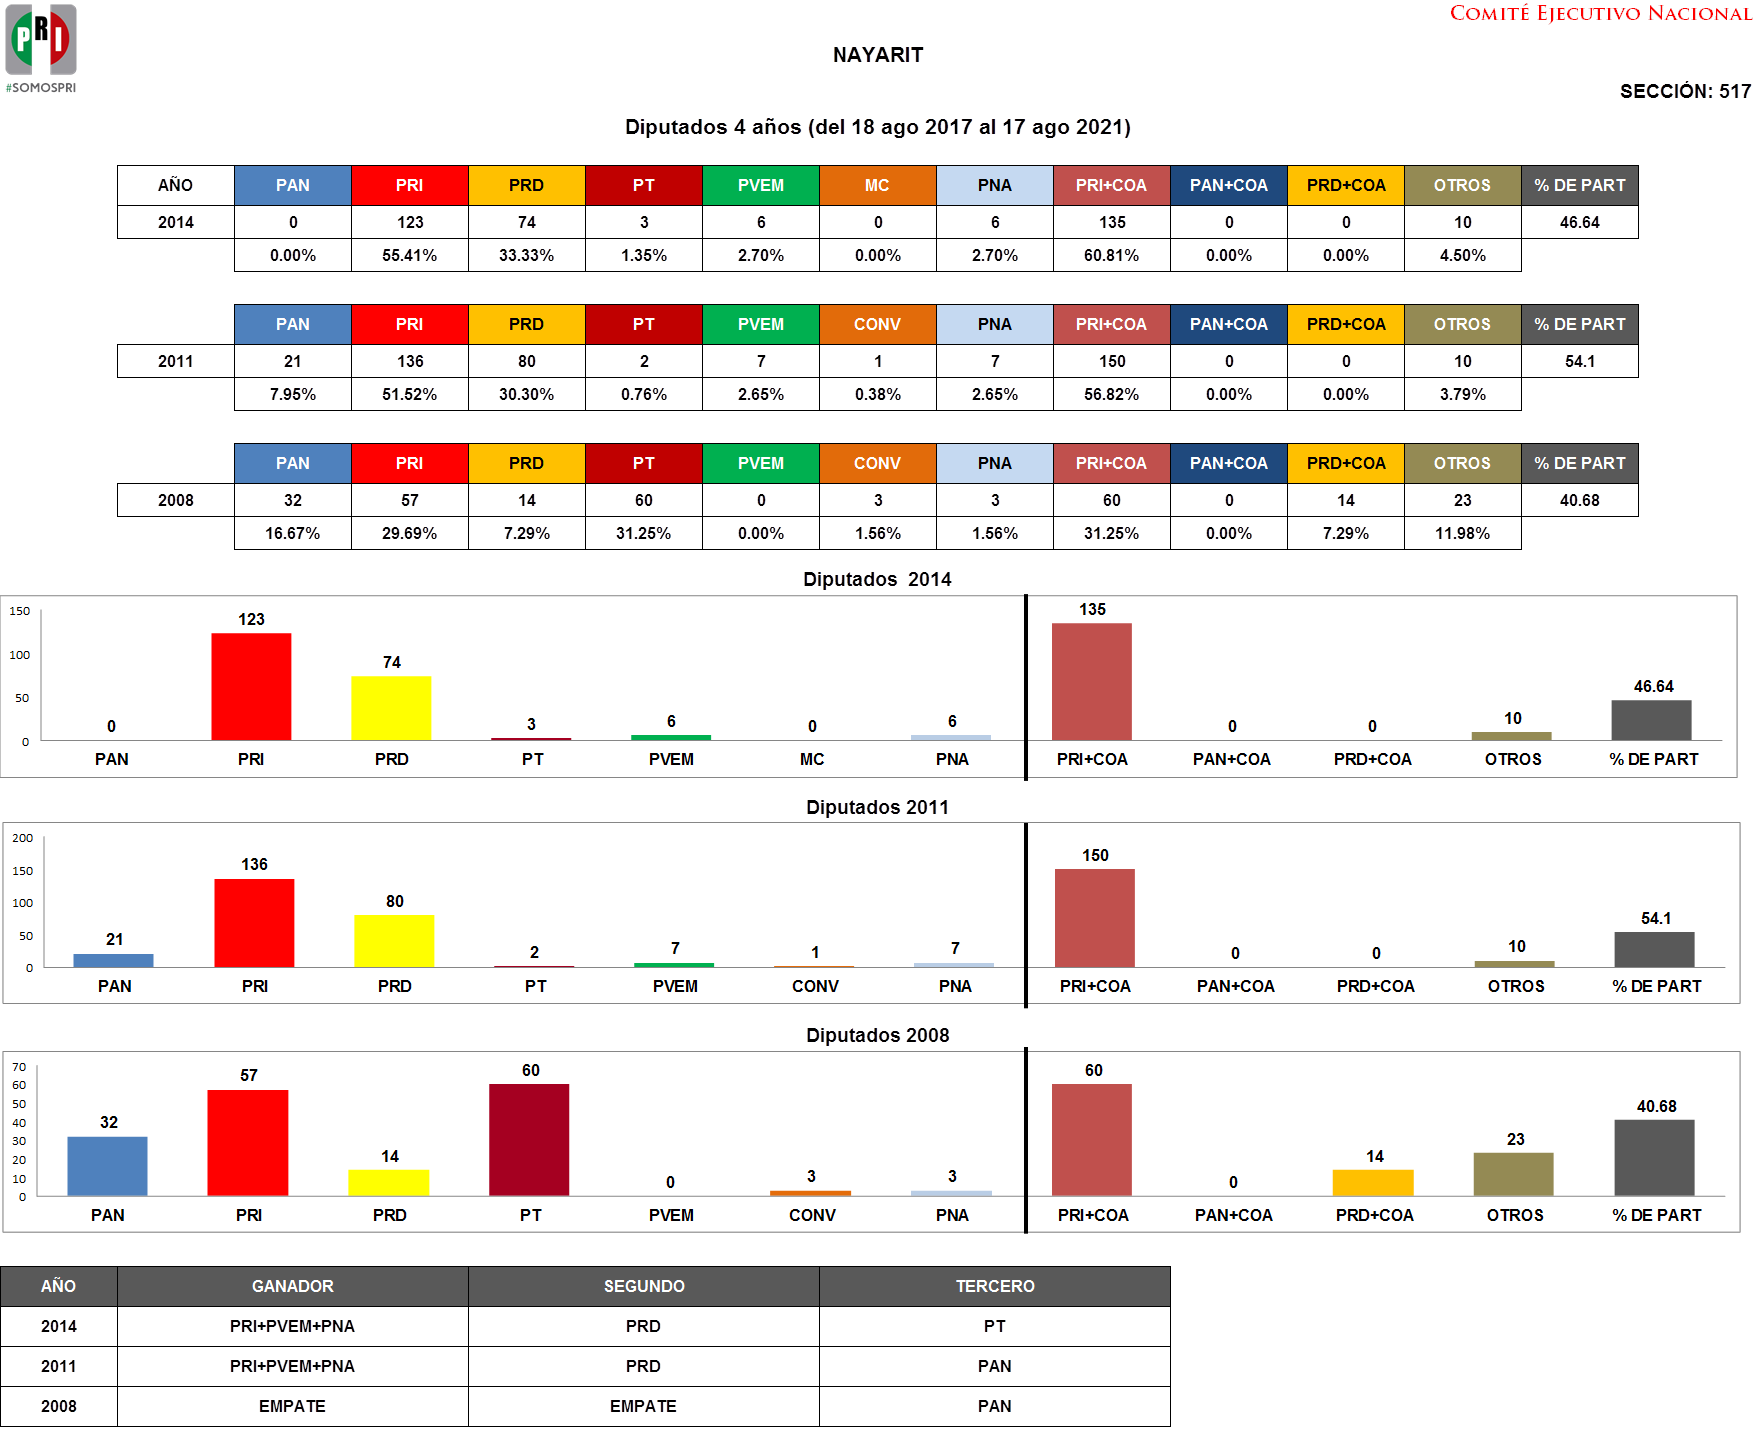 PRI
#SOMOSPRI
COMITÉ EJECUTIVO NACIONAL
NAYARIT
SECCIÓN: 517
Diputados 4 años (del 18 ago 2017 al 17 ago 2021)
AÑO PAN PRI PRD PT PVEM MC PNA PRI+COA PAN+COA PRD+COA OTROS % DE PART
2014 0 123 74 3 6 0 6 135 0 0 10 46.64
0.00% 55.41% 33.33% 1.35% 2.70% 0.00% 2.70% 60.81% 0.00% 0.00% 4.50%
PAN PRI PRD PT PVEM CONV PNA PRI+COA PAN+COA PRD+COA OTROS % DE PART
2011 21 136 80 2 7 1 7 150 0 0 10 54.1
7.95% 51.52% 30.30% 0.76% 2.65% 0.38% 2.65% 56.82% 0.00% 0.00% 3.79%
PAN PRI PRD PT PVEM CONV PNA PRI+COA PAN+COA PRD+COA OTROS % DE PART
2008 32 57 14 60 0 3 3 60 0 14 23 40.68
16.67% 29.69% 7.29% 31.25% 0.00% 1.56% 1.56% 31.25% 0.00% 7.29% 11.98%
Diputados  2014
150
100
50
0
0 123 74 3 6 0 6 135 0 0 10 46.64
PAN PRI PRD PT PVEM MC PNA PRI+COA PAN+COA PRD+COA OTROS % DE PART
Diputados 2011
200
150
100
50
0
21 136 80 2 7 1 7 150 0 0 10 54.1
PAN PRI PRD PT PVEM CONV PNA PRI+COA PAN+COA PRD+COA OTROS % DE PART
Diputados 2008
70
60
50
40
30
20
10
0
32 57 14 60 0 3 3 60 0 14 23 40.68
PAN PRI PRD PT PVEM CONV PNA PRI+COA PAN+COA PRD+COA OTROS % DE PART
AÑO GANADOR SEGUNDO TERCERO
2014 PRI+PVEM+PNA PRD PT
2011 PRI+PVEM+PNA PRD PAN
2008 EMPATE EMPATE PAN